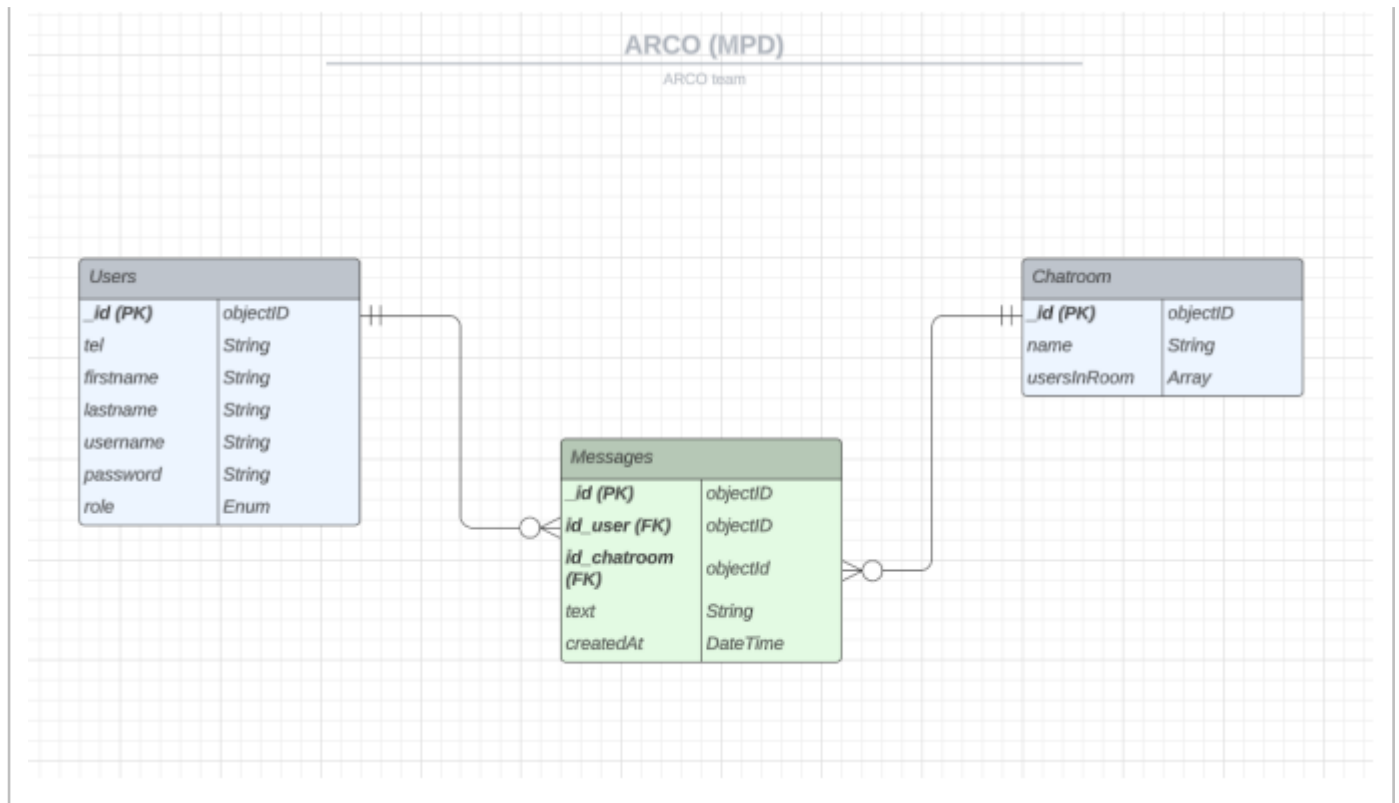 ARCO (MPD)
ARCO team
Users
_id (PK) objectID
tel String
firstname String
lastname String
username String
password String
role Enum
Messages
_id (PK) objectID
id_user (FK) objectID
id_chatroom
(FK) objectId
text String
createdAt DateTime
Chatroom
_id (PK) objectID
name String
usersInRoom Array